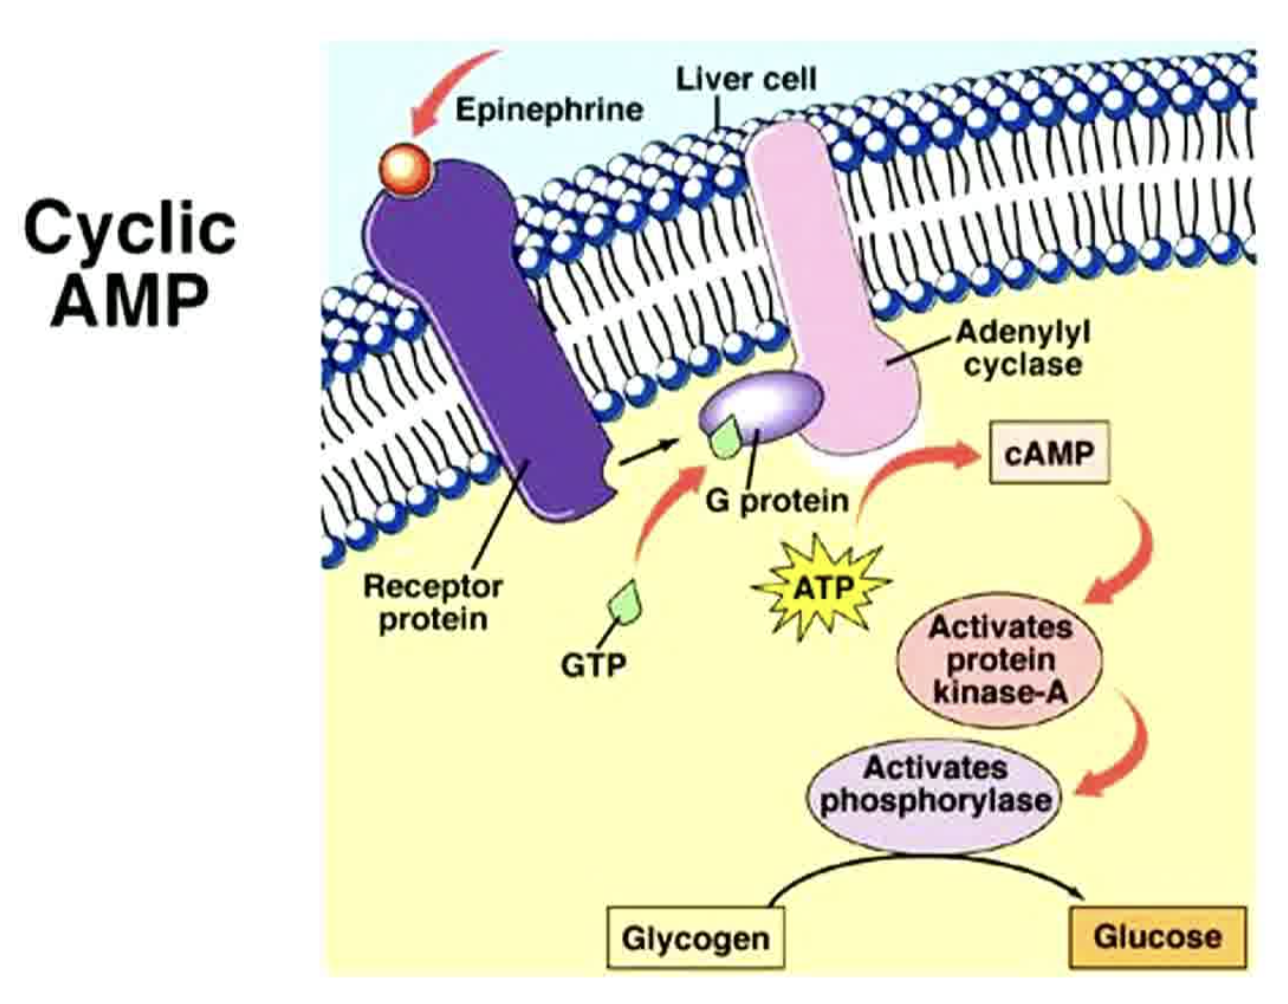 Cyclic
AMP
Liver cell
Epinephrine
Adenylyl
cyclase
cAMP
G protein
ATP
Receptor
protein
GTP
Activates
protein
kinase-A
Activates
phosphorylase
Glycogen
Glucose